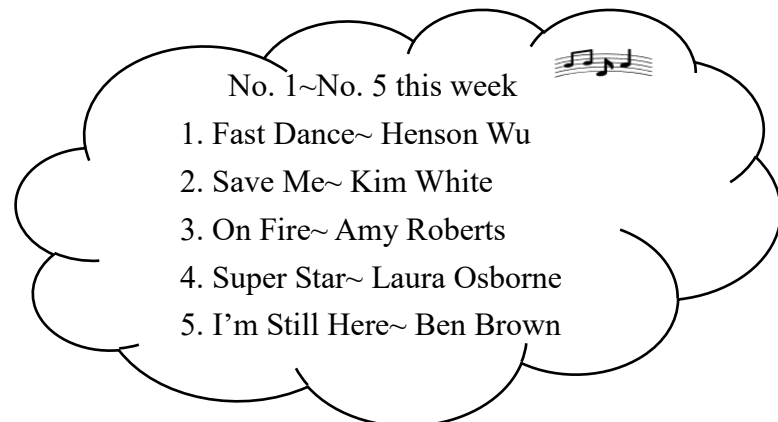 No. 1~No. 5 this week
1. Fast Dance~ Henson Wu
2. Save Me~ Kim White
3. On Fire~ Amy Roberts
4. Super Star~ Laura Osborne
5. I’m Still Here~ Ben Brown